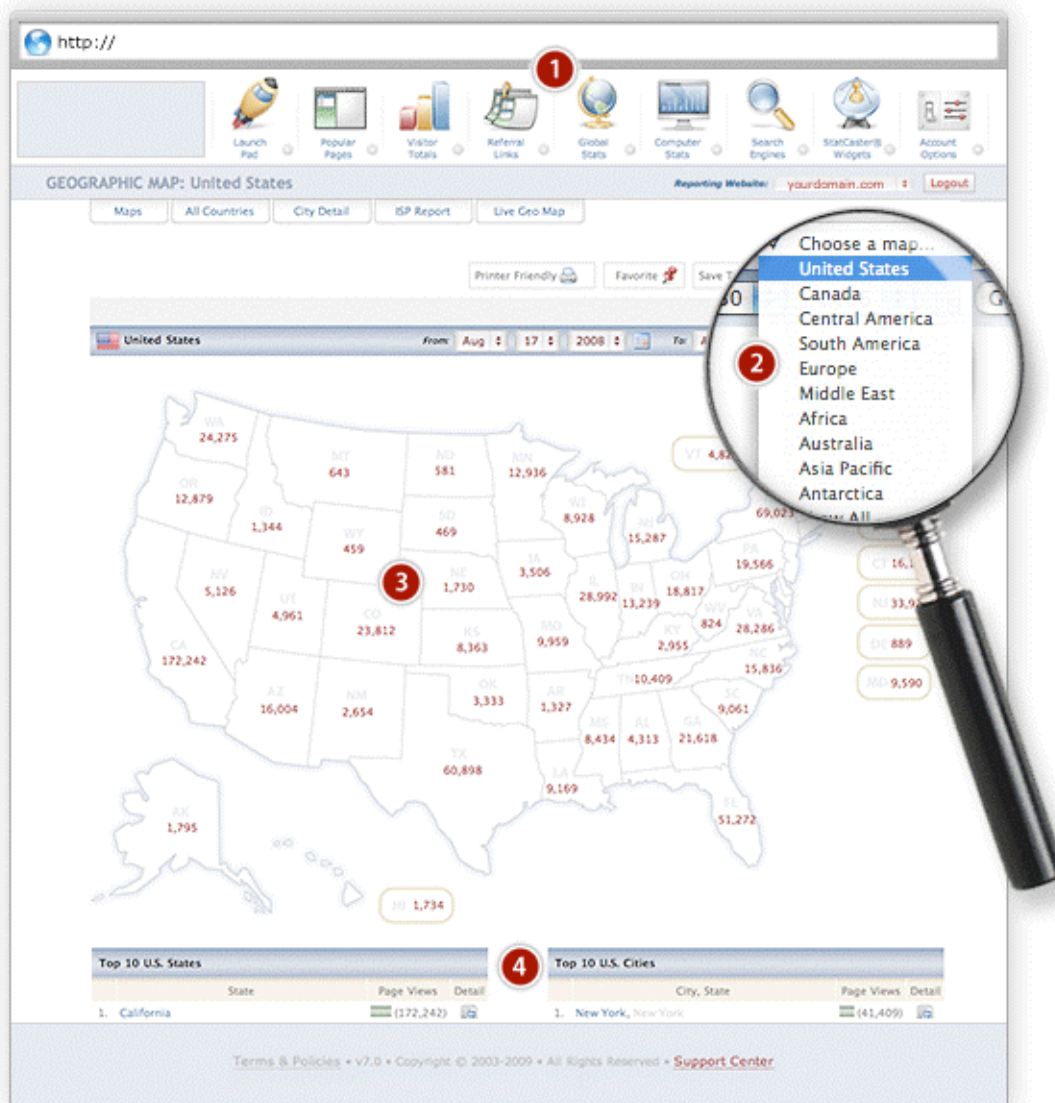 http://
1
Launch Pad
Popular Pages
Visitor Totals
Referral Links
Global Stats
Computer Stats
Search Engines
StatCaster® Widgets
Account Options
GEOGRAPHIC MAP: United States
Reporting Website: yourdomain.com Logout
Maps All Countries City Detail ISP Report Live Geo Map
Choose a map...
Printer Friendly Favorite Save
United States
Canada
Central America
South America
Europe
Middle East
Africa
Australia
Asia Pacific
Antarctica
All
2
United States From: Aug 17 2008 To:
WA 24,275
MT 643
ND 581
MN 12,936
VT
OR 12,879
ID 1,344
WY 459
SD 469
WI 8,928
MI 15,287
69,023
3
NV 5,126
UT 4,961
CO 23,812
NE 1,730
IA 3,506
IL 28,992
IN 13,239
OH 18,817
PA 19,566
CT
NJ
DE 889
MD 9,590
CA 172,242
KS 8,363
MO 9,959
KY 2,955
WV 824
VA 28,286
NC 15,836
AZ 16,004
NM 2,654
OK 3,333
AR 1,327
TN 10,409
SC 9,061
MS 8,434
AL 4,313
GA 21,618
TX 60,898
LA 9,169
FL 51,272
AK 1,795
HI 1,734
4
Top 10 U.S. States
State Page Views Detail
1. California (172,242)
Top 10 U.S. Cities
City, State Page Views Detail
1. New York, New York (41,409)
Terms & Policies • v7.0 • Copyright © 2003-2009 • All Rights Reserved • Support Center